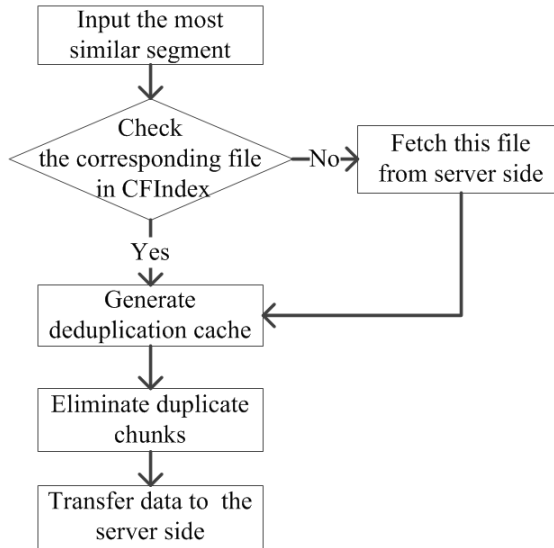 Input the most
similar segment
Check
the corresponding file
in CFIndex
No
Fetch this file
from server side
Yes
Generate
deduplication cache
Eliminate duplicate
chunks
Transfer data to the
server side